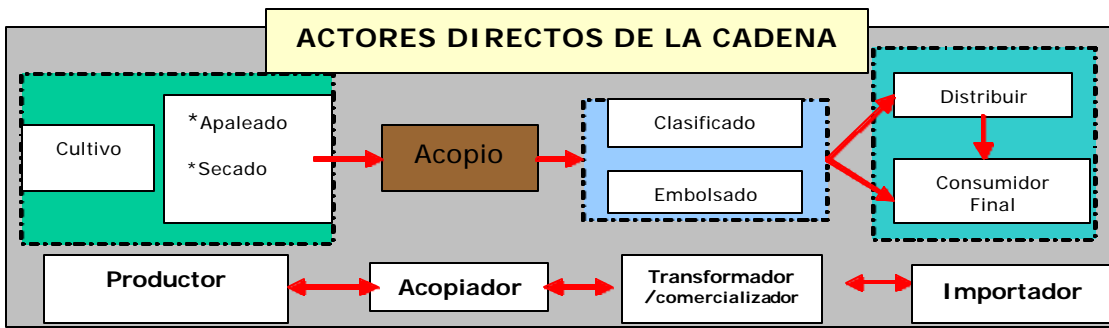 ACTORES DIRECTOS DE LA CADENA
Cultivo
*Apaleado
*Secado
Acopio
Clasificado
Embolsado
Distribuir
Consumidor
Final
Productor
Acopiador
Transformador
/comercializador
Importador